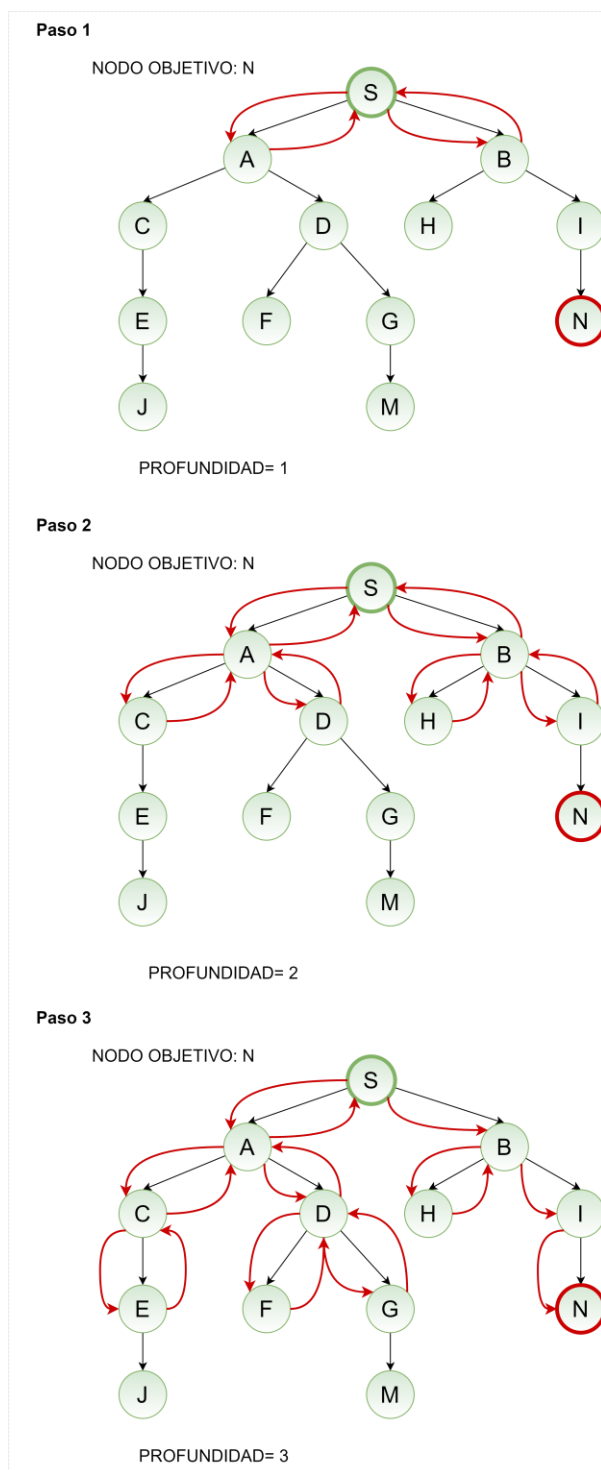 Paso 1
NODO OBJETIVO: N
S
A
B
C
D
H
I
E
F
G
N
J
M
PROFUNDIDAD= 1
Paso 2
NODO OBJETIVO: N
S
A
B
C
D
H
I
E
F
G
N
J
M
PROFUNDIDAD= 2
Paso 3
NODO OBJETIVO: N
S
A
B
C
D
H
I
E
F
G
N
J
M
PROFUNDIDAD= 3